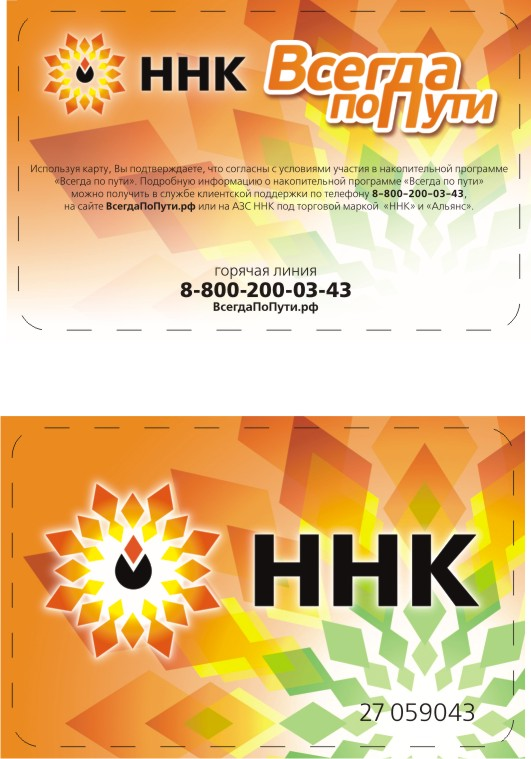 ННК
Всегда
поПути
Используя карту, Вы подтверждаете, что согласны с условиями участия в накопительной программе
«Всегда по пути». Подробную информацию о накопительной программе «Всегда по пути»
можно получить в службе клиентской поддержки по телефону 8-800-200-03-43,
на сайте ВсегдаПоПути.рф или на АЗС ННК под торговой маркой «ННК» и «Альянс».
горячая линия
8-800-200-03-43
ВсегдаПоПути.рф
ННК
27 059043